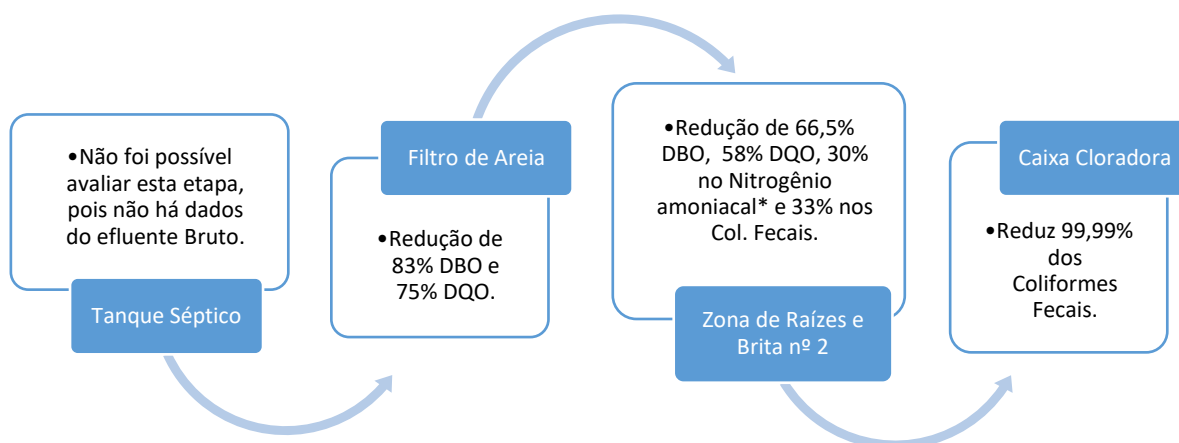 •Não foi possível
avaliar esta etapa,
pois não há dados
do efluente Bruto.
Tanque Séptico
Filtro de Areia
•Redução de
83% DBO e
75% DQO.
•Redução de 66,5%
DBO, 58% DQO, 30%
no Nitrogênio
amoniacal* e 33% nos
Col. Fecais.
Zona de Raízes e
Brita nº 2
Caixa Cloradora
•Reduz 99,99%
dos
Coliformes
Fecais.